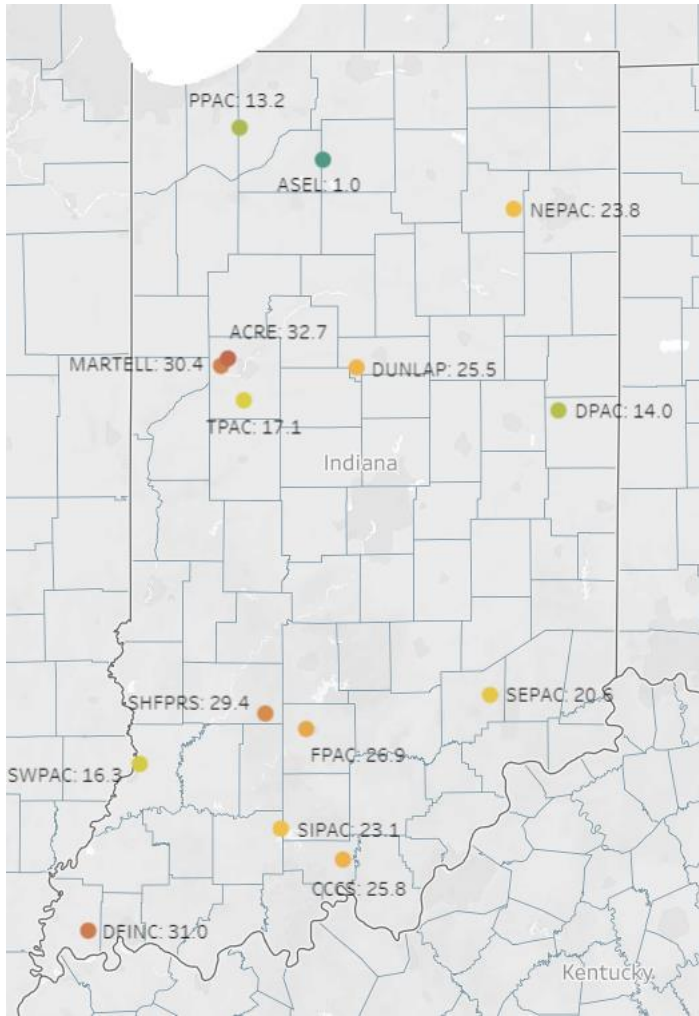 PPAC: 13.2
ASEL: 1.0
NEPAC: 23.8
ACRE: 32.7
MARTELL: 30.4
DUNLAP: 25.5
TPAC: 17.1
DPAC: 14.0
Indiana
SHFPRS: 29.4
SEPAC: 20.6
FPAC: 26.9
SWPAC: 16.3
SIPAC: 23.1
CCCS: 25.8
DFINC: 31.0
Kentucky